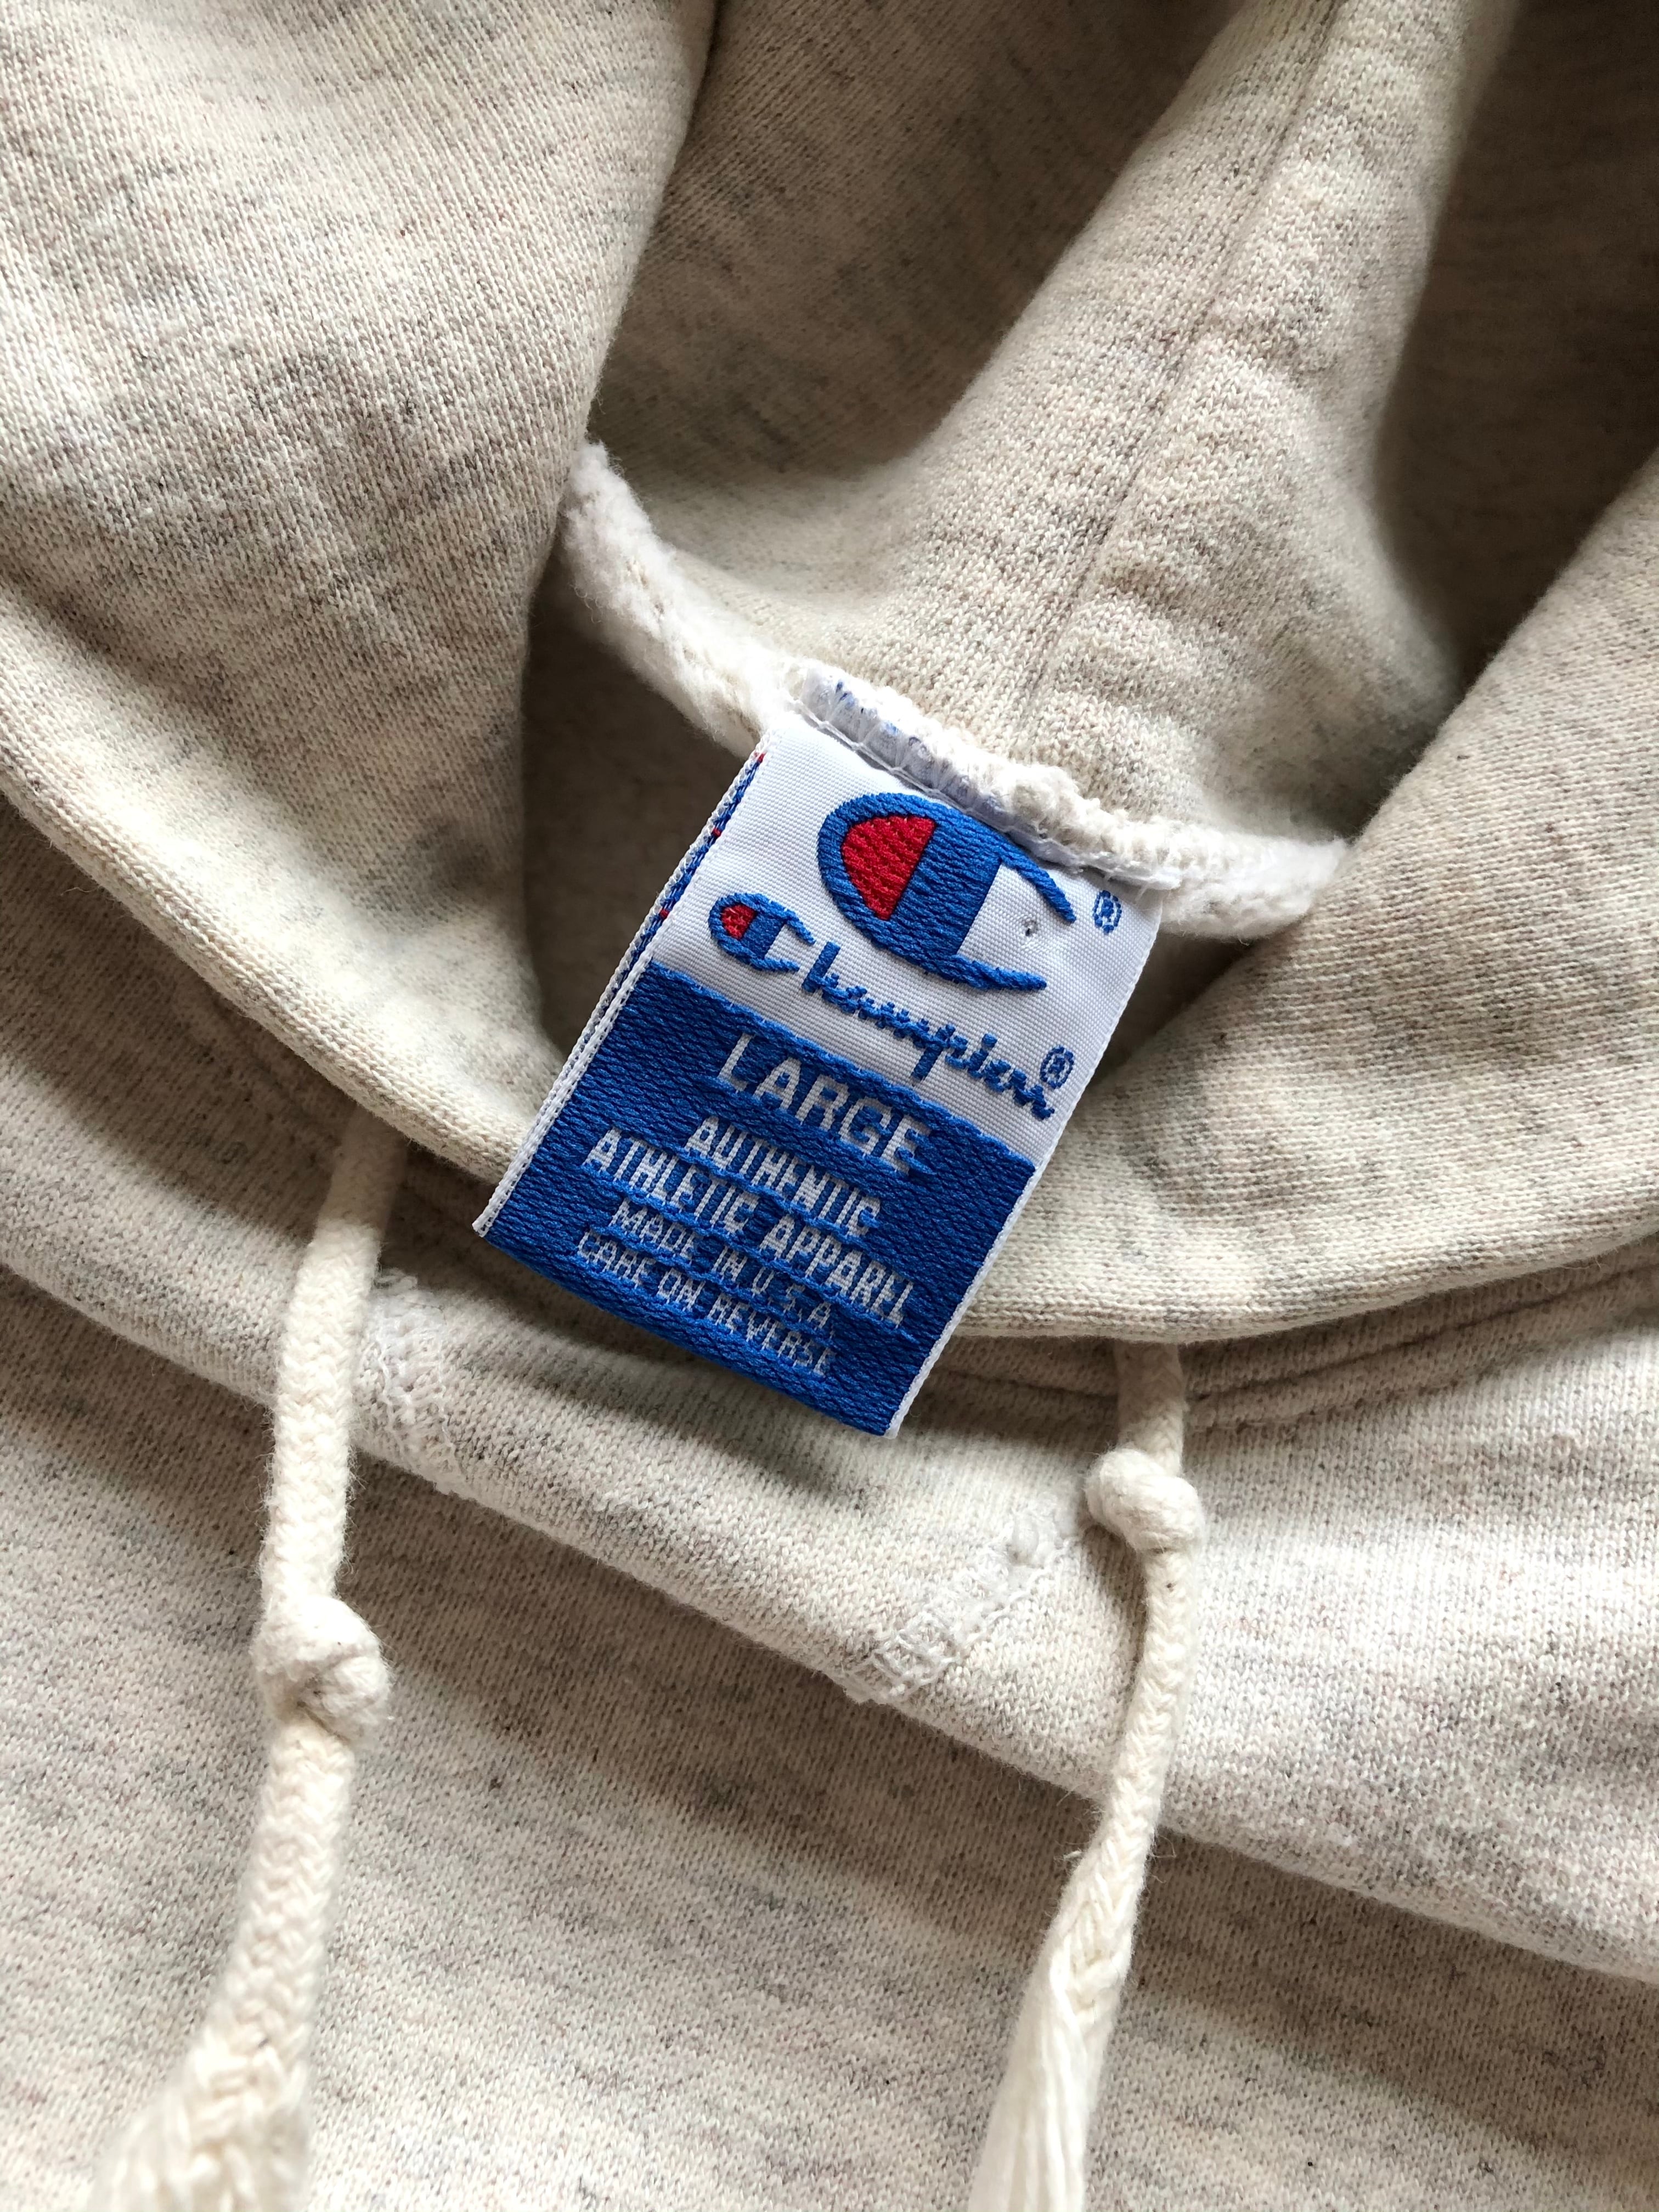 ®
Champion®
LARGE
AUTHENTIC
ATHLETIC APPAREL
MADE IN U.S.A.
CARE ON REVERSE